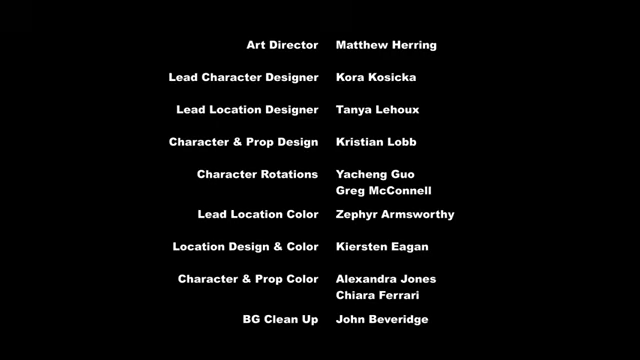 Art Director Matthew Herring
Lead Character Designer Kora Kosicka
Lead Location Designer Tanya Lehoux
Character & Prop Design Kristian Lobb
Character Rotations Yacheng Guo
Greg McConnell
Lead Location Color Zephyr Armsworthy
Location Design & Color Kiersten Eagan
Character & Prop Color Alexandra Jones
Chiara Ferrari
BG Clean Up John Beveridge